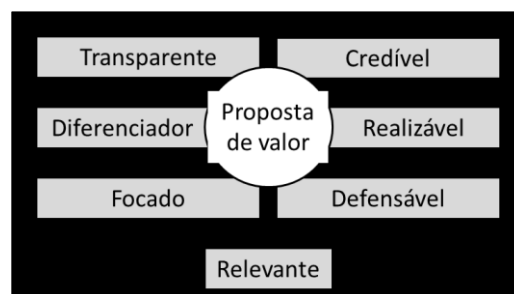 Transparente
Credível
Diferenciador
Proposta
de valor
Realizável
Focado
Defensável
Relevante